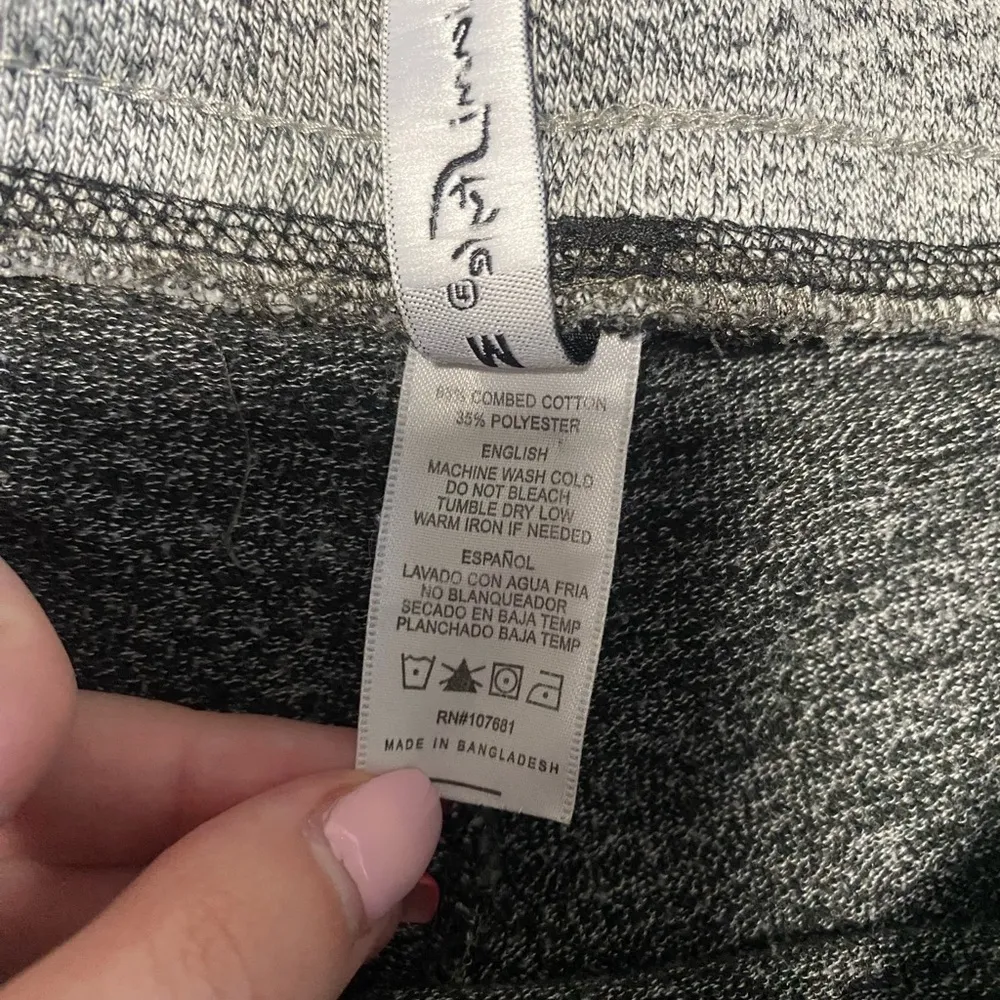 M
COMBED COTTON
35% POLYESTER
ENGLISH
MACHINE WASH COLD
DO NOT BLEACH
TUMBLE DRY LOW
WARM IRON IF NEEDED
ESPAÑOL
LAVADO CON AGUA FRIA
NO BLANQUEADOR
SECADO EN BAJA TEMP
PLANCHADO BAJA TEMP
RN#107681
MADE IN BANGLADESH